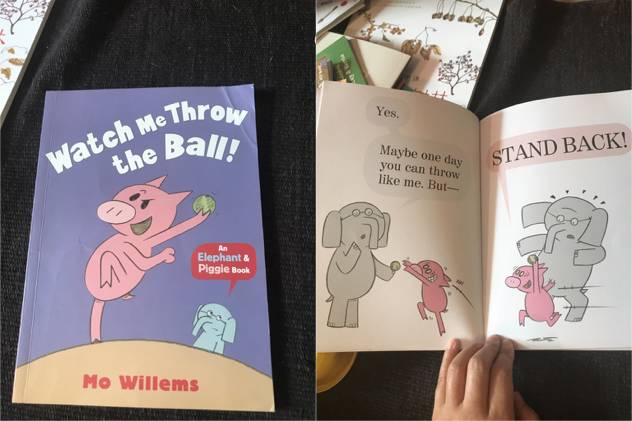 Watch Me Throw
the Ball!
An
Elephant &
Piggie Book
Mo Willems
Yes.
Maybe one day
you can throw
like me. But—
STAND BACK!